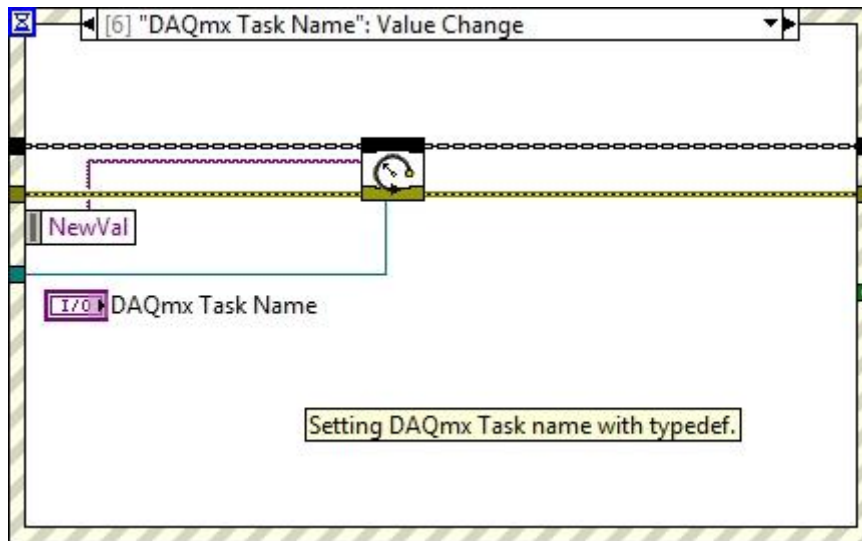 [6] "DAQmx Task Name": Value Change
NewVal
I/O DAQmx Task Name
Setting DAQmx Task name with typedef.